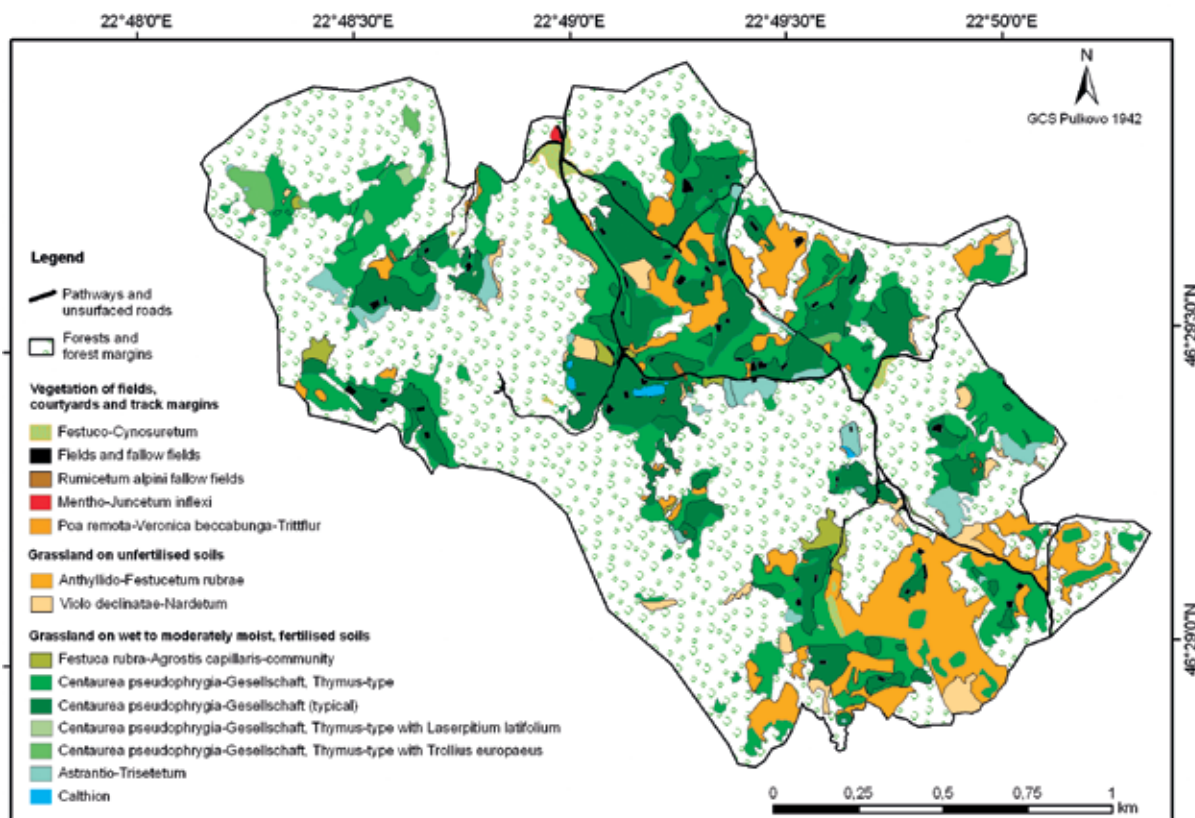 22°48'0"E 22°48'30"E 22°49'0"E 22°49'30"E 22°50'0"E
N
GCS Pulkovo 1942
46°29'30"N
46°29'0"N
Legend
Pathways and
unsurfaced roads
Forests and
forest margins
Vegetation of fields,
courtyards and track margins
Festuco-Cynosuretum
Fields and fallow fields
Rumicetum alpini fallow fields
Mentho-Juncetum inflexi
Poa remota-Veronica beccabunga-Trittflur
Grassland on unfertilised soils
Anthyllido-Festucetum rubrae
Violo declinatae-Nardetum
Grassland on wet to moderately moist, fertilised soils
Festuca rubra-Agrostis capillaris-community
Centaurea pseudophrygia-Gesellschaft, Thymus-type
Centaurea pseudophrygia-Gesellschaft (typical)
Centaurea pseudophrygia-Gesellschaft, Thymus-type with Laserpitium latifolium
Centaurea pseudophrygia-Gesellschaft, Thymus-type with Trollius europaeus
Astrantio-Trisetetum
Calthion
0 0,25 0,5 0,75 1
km